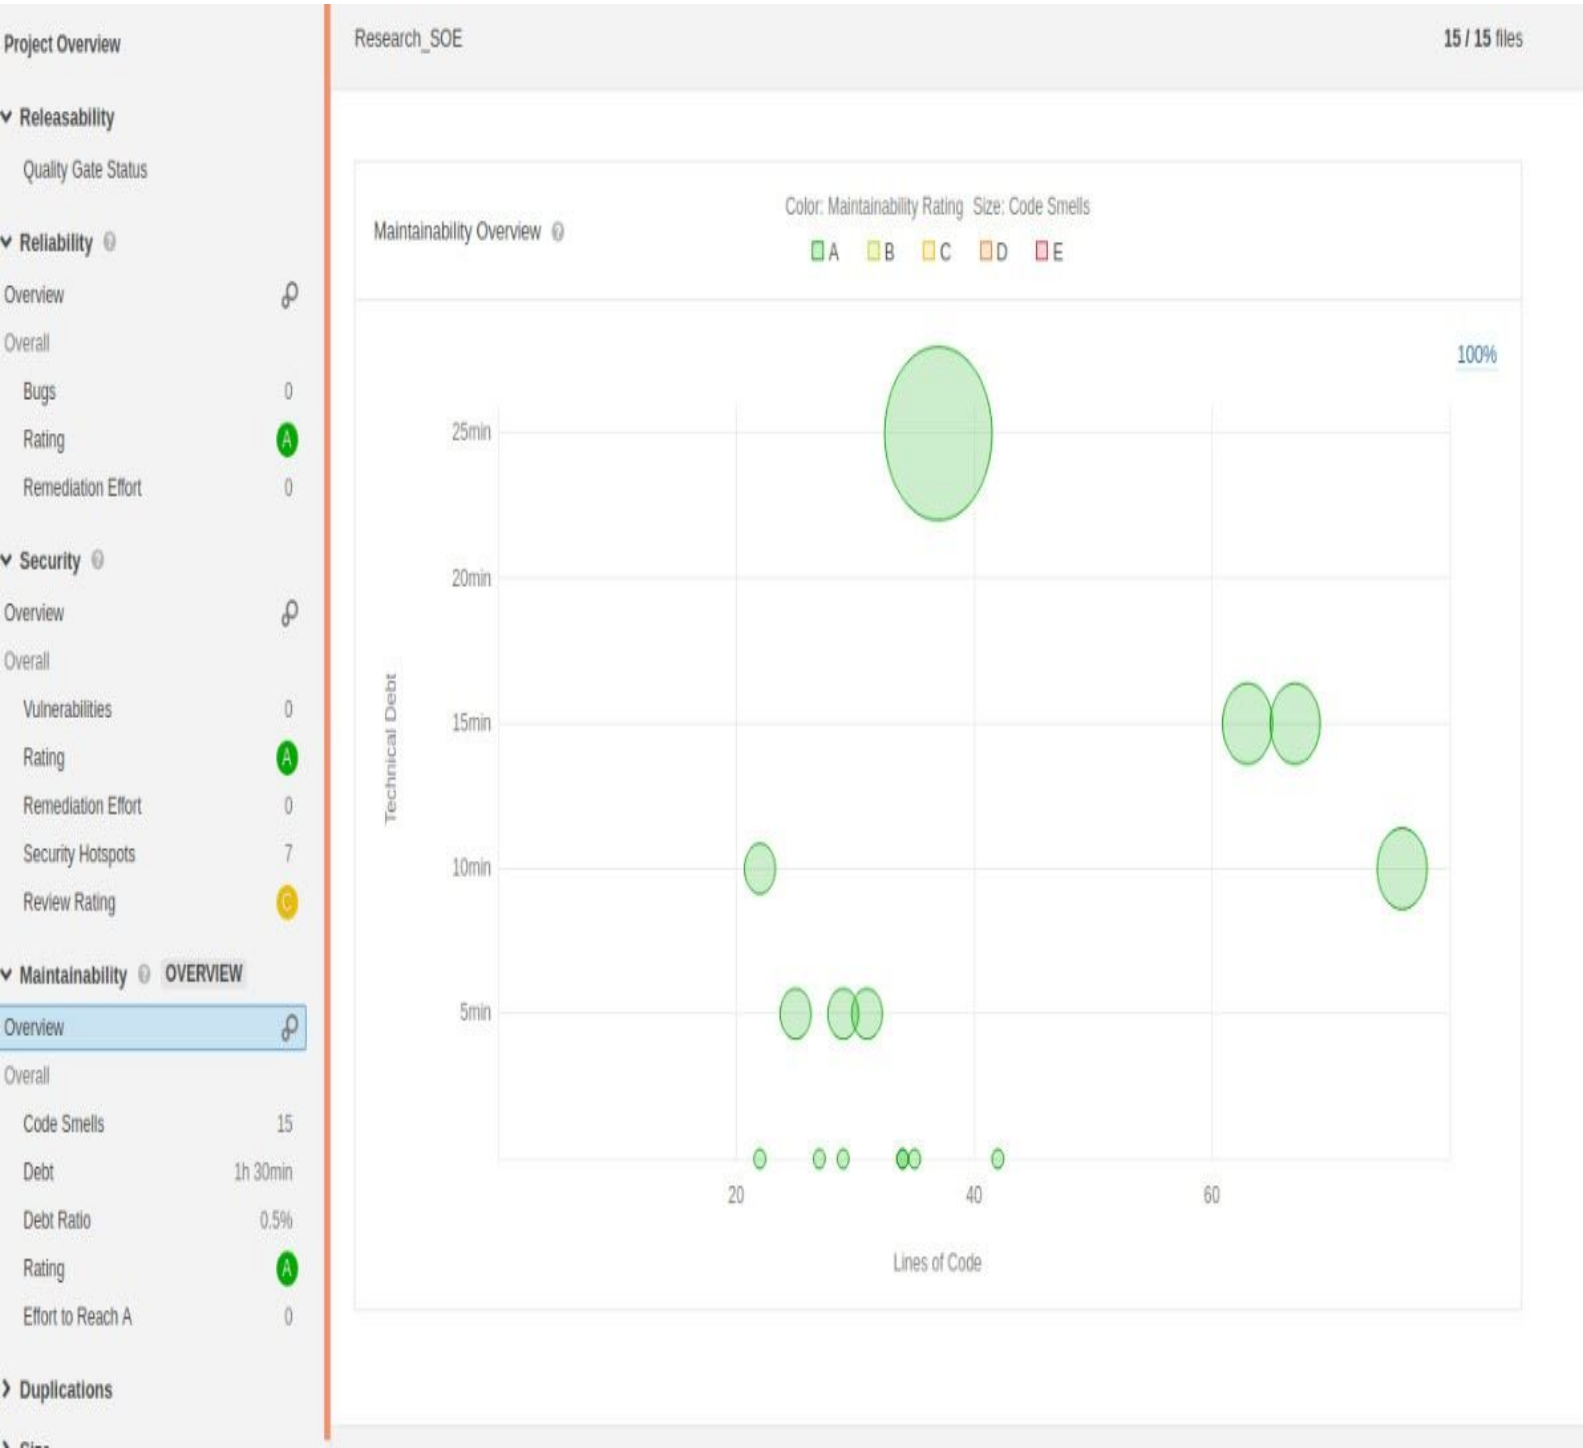 Project Overview
Releasability
Quality Gate Status
Reliability
Overview
Overall
Bugs 0
Rating A
Remediation Effort 0
Security
Overview
Overall
Vulnerabilities 0
Rating A
Remediation Effort 0
Security Hotspots 7
Review Rating C
Maintainability OVERVIEW
Overview
Overall
Code Smells 15
Debt 1h 30min
Debt Ratio 0.5%
Rating A
Effort to Reach A 0
Duplications
Research_SOE
15 / 15 files
Maintainability Overview
Color: Maintainability Rating Size: Code Smells
A B C D E
100%
25min
20min
15min
10min
5min
Technical Debt
20 40 60
Lines of Code